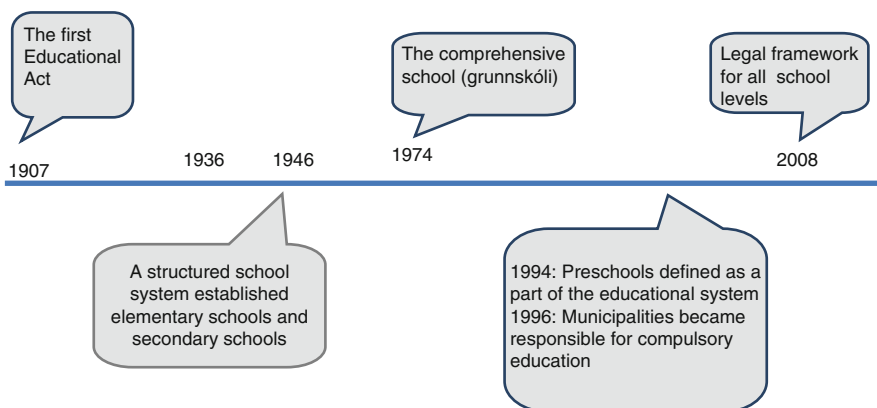 The first
Educational
Act
The comprehensive
school (grunnskóli)
Legal framework
for all school
levels
1907
1936
1946
1974
2008
A structured school
system established
elementary schools and
secondary schools
1994: Preschools defined as a
part of the educational system
1996: Municipalities became
responsible for compulsory
education